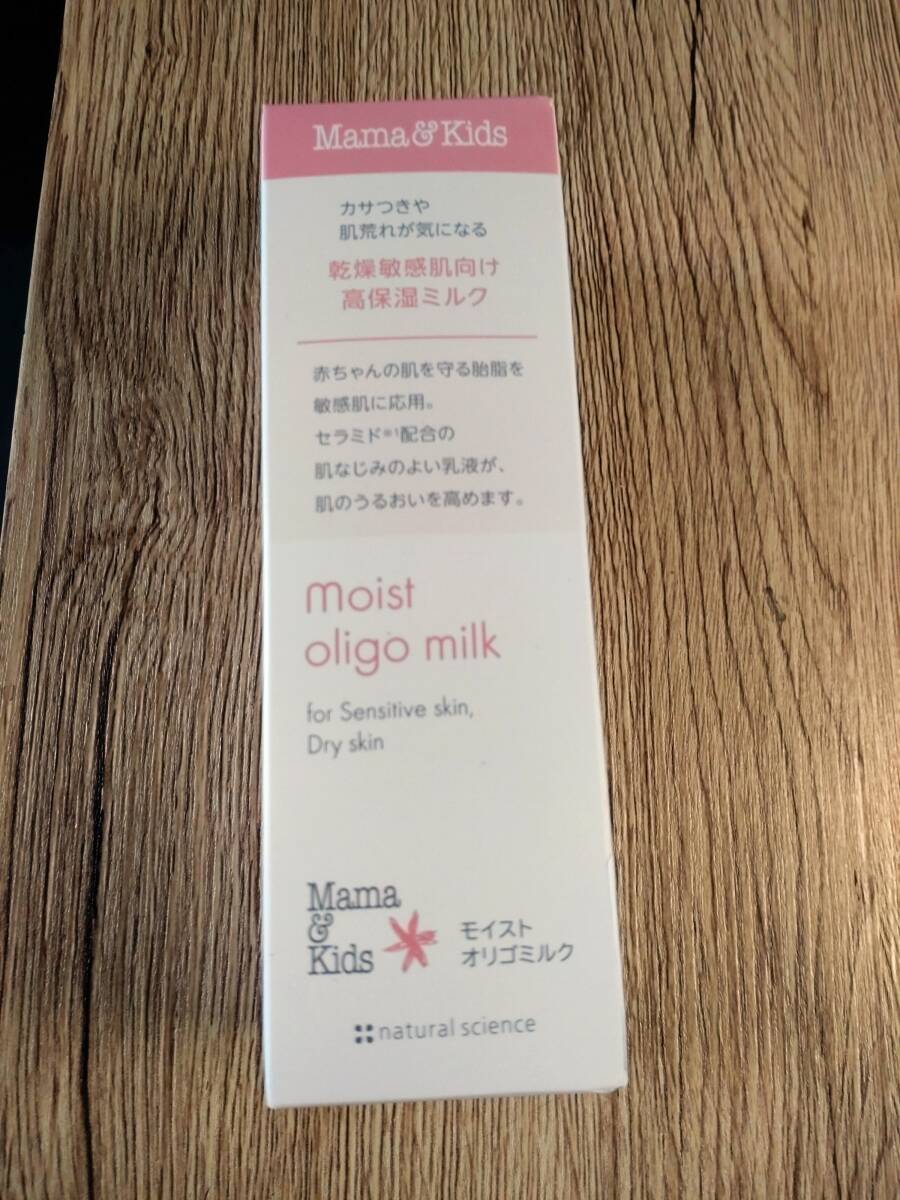 Mama&Kids
カサつきや
肌荒れが気になる
乾燥敏感肌向け
高保湿ミルク
赤ちゃんの肌を守る胎脂を
敏感肌に応用。
セラミド※1配合の
肌なじみのよい乳液が、
肌のうるおいを高めます。
moist
oligo milk
for Sensitive skin,
Dry skin
Mama
&
Kids
モイスト
オリゴミルク
natural science